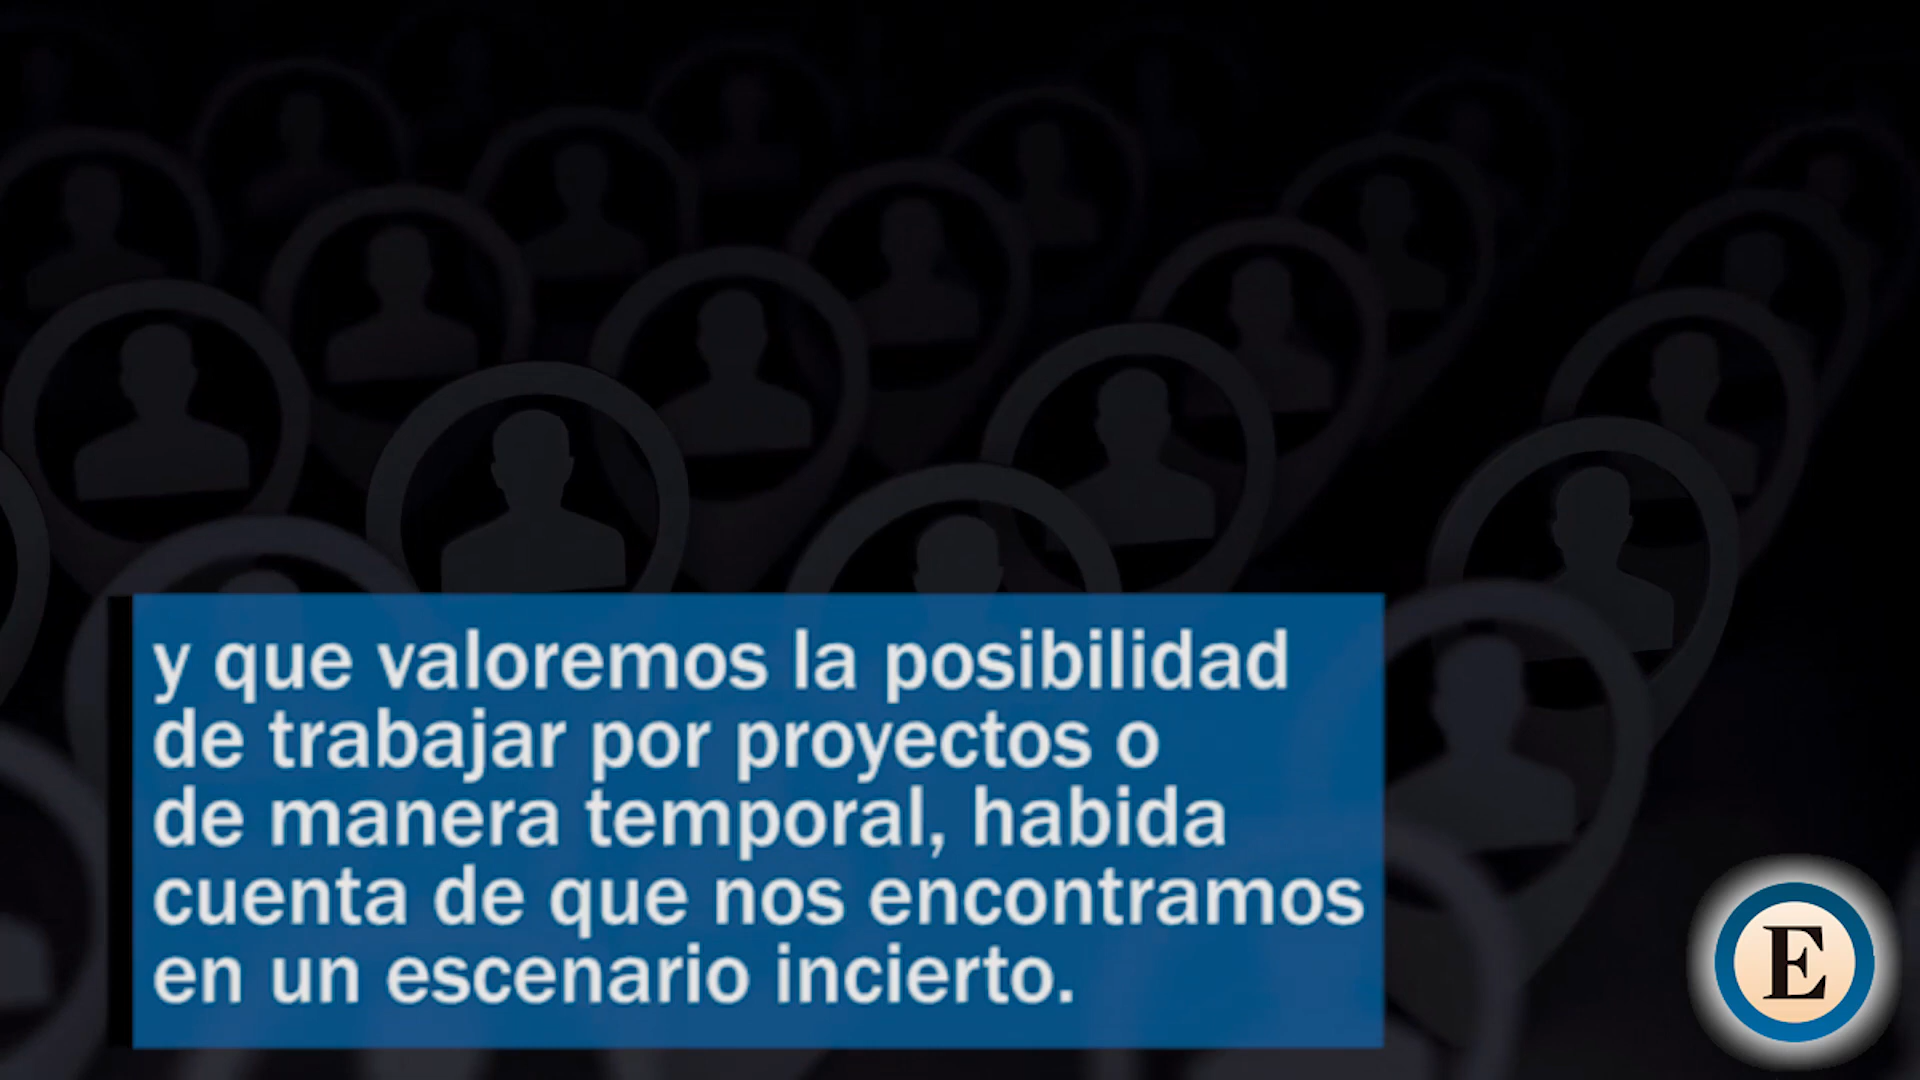 y que valoremos la posibilidad
de trabajar por proyectos o
de manera temporal, habida
cuenta de que nos encontramos
en un escenario incierto.
E